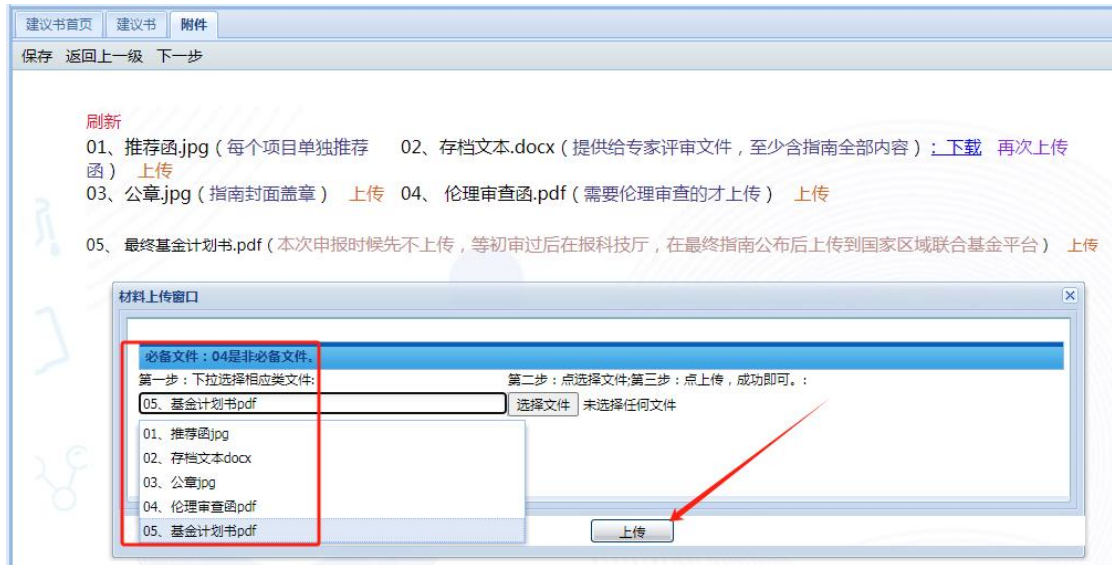 建议书首页 建议书 附件
保存 返回上一级 下一步
刷新
01、推荐函.jpg（每个项目单独推荐函） 上传
02、存档文本.docx（提供给专家评审文件，至少含指南全部内容）：下载 再次上传
03、公章.jpg（指南封面盖章） 上传 04、 伦理审查函.pdf（需要伦理审查的才上传） 上传
05、 最终基金计划书.pdf（本次申报时候先不上传，等初审过后在报科技厅，在最终指南公布后上传到国家区域联合基金平台） 上传
材料上传窗口
必备文件：04是非必备文件。
第一步：下拉选择相应类文件: 第二步：点选择文件;第三步：点上传，成功即可。:
05、基金计划书pdf 选择文件 未选择任何文件
01、推荐函jpg
02、存档文本docx
03、公章jpg
04、伦理审查函pdf
05、基金计划书pdf
上传